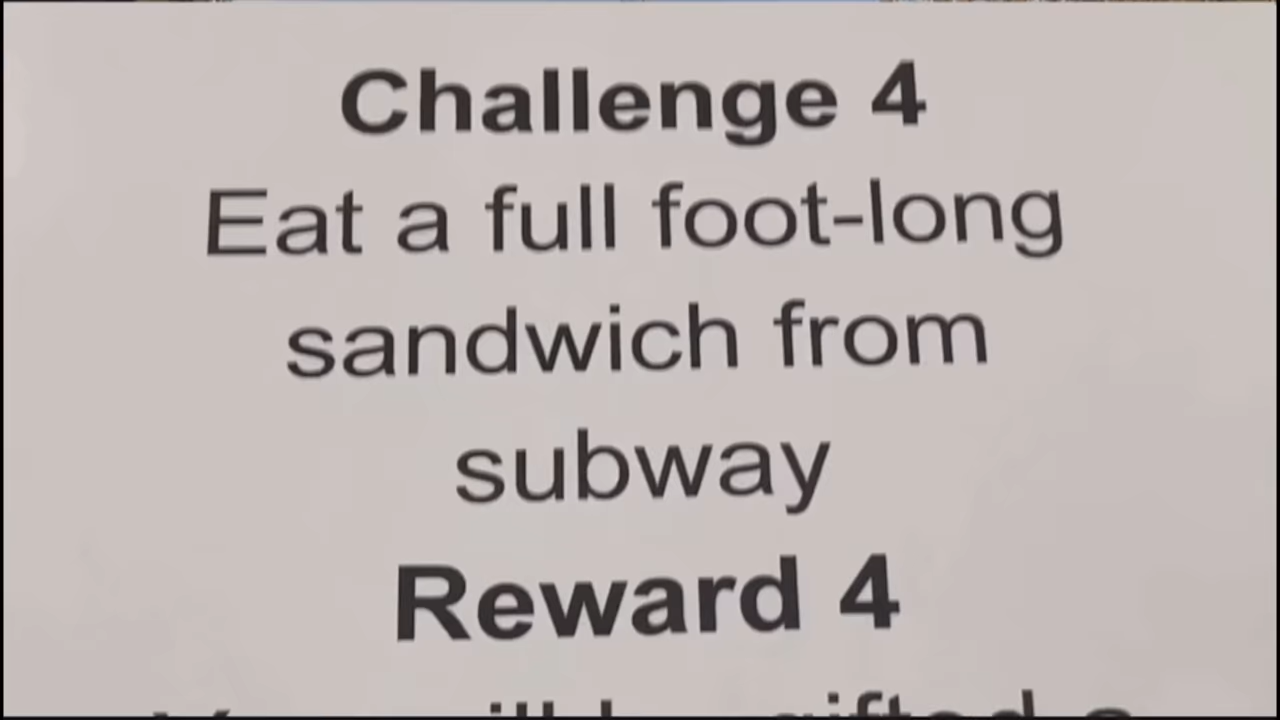 Challenge 4
Eat a full foot-long
sandwich from
subway
Reward 4